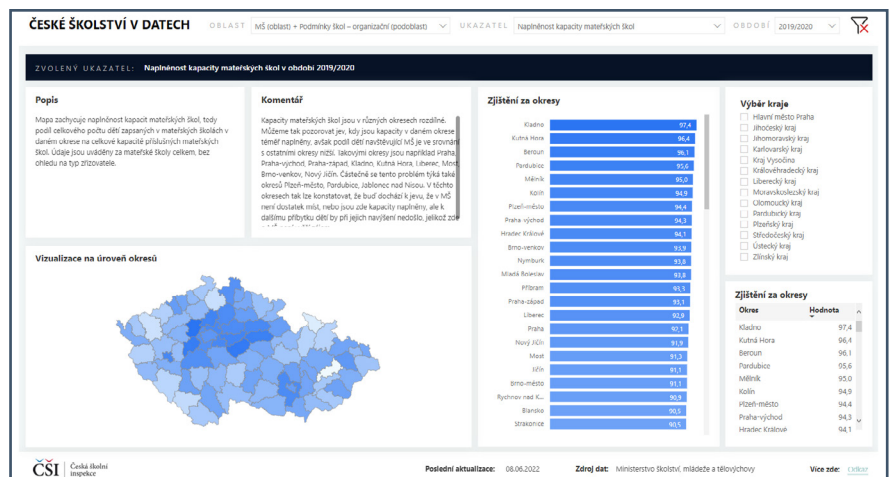 ČESKÉ ŠKOLSTVÍ V DATECH
OBLAST MŠ (oblast) + Podmínky škol – organizační (podoblast)
UKAZATEL Naplněnost kapacity mateřských škol
OBDOBÍ 2019/2020
ZVOLENÝ UKAZATEL: Naplněnost kapacity mateřských škol v období 2019/2020
Popis
Mapa zachycuje naplněnost kapacit mateřských škol, tedy
podíl celkového počtu dětí zapsaných v mateřských školách v
daném okrese na celkové kapacitě příslušných mateřských
škol. Údaje jsou uváděny za mateřské školy celkem, bez
ohledu na typ zřizovatele.
Komentář
Kapacity mateřských škol jsou v různých okresech rozdílné.
Můžeme tak pozorovat jev, kdy jsou kapacity v daném okrese
téměř naplněny, avšak podíl dětí navštěvující MŠ je ve srovnání
s ostatními okresy nižší. Takovými okresy jsou například Praha,
Praha-východ, Praha-západ, Kladno, Kutná Hora, Liberec, Most,
Brno-venkov, Nový Jičín. Částečně se tento problém týká také
okresů Plzeň-město, Pardubice, Jablonec nad Nisou. V těchto
okresech tak lze konstatovat, že buď dochází k jevu, že v MŠ
není dostatek míst, nebo jsou zde kapacity naplněny, ale k
dalšímu příbytku dětí by při jejich navýšení nedošlo, jelikož zde
Vizualizace na úroveň okresů
Zjištění za okresy
Kladno 97,4
Kutná Hora 96,4
Beroun 96,1
Pardubice 95,6
Mělník 95,0
Kolín 94,9
Plzeň-město 94,4
Praha-východ 94,3
Hradec Králové 94,1
Brno-venkov 93,9
Nymburk 93,8
Mladá Boleslav 93,8
Příbram 93,3
Praha-západ 93,1
Liberec 92,8
Praha 92,1
Nový Jičín 91,9
Most 91,3
Jičín 91,1
Brno-město 91,1
Rychnov nad K... 90,9
Blansko 90,5
Strakonice 90,5
Výběr kraje
Hlavní město Praha
Jihočeský kraj
Jihomoravský kraj
Karlovarský kraj
Kraj Vysočina
Královéhradecký kraj
Liberecký kraj
Moravskoslezský kraj
Olomoucký kraj
Pardubický kraj
Plzeňský kraj
Středočeský kraj
Ústecký kraj
Zlínský kraj
Zjištění za okresy
Okres Hodnota
Kladno 97,4
Kutná Hora 96,4
Beroun 96,1
Pardubice 95,6
Mělník 95,0
Kolín 94,9
Plzeň-město 94,4
Praha-východ 94,3
Hradec Králové 94,1
ČŠI Česká školní
inspekce
Poslední aktualizace: 08.06.2022
Zdroj dat: Ministerstvo školství, mládeže a tělovýchovy
Více zde: Odkaz